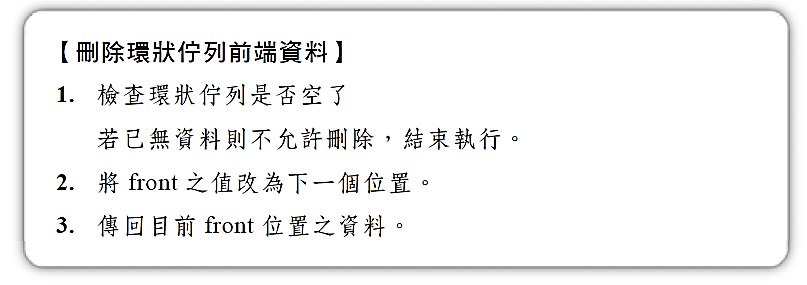 【刪除環狀佇列前端資料】
1. 檢查環狀佇列是否空了
若已無資料則不允許刪除，結束執行。
2. 將 front 之值改為下一個位置。
3. 傳回目前 front 位置之資料。